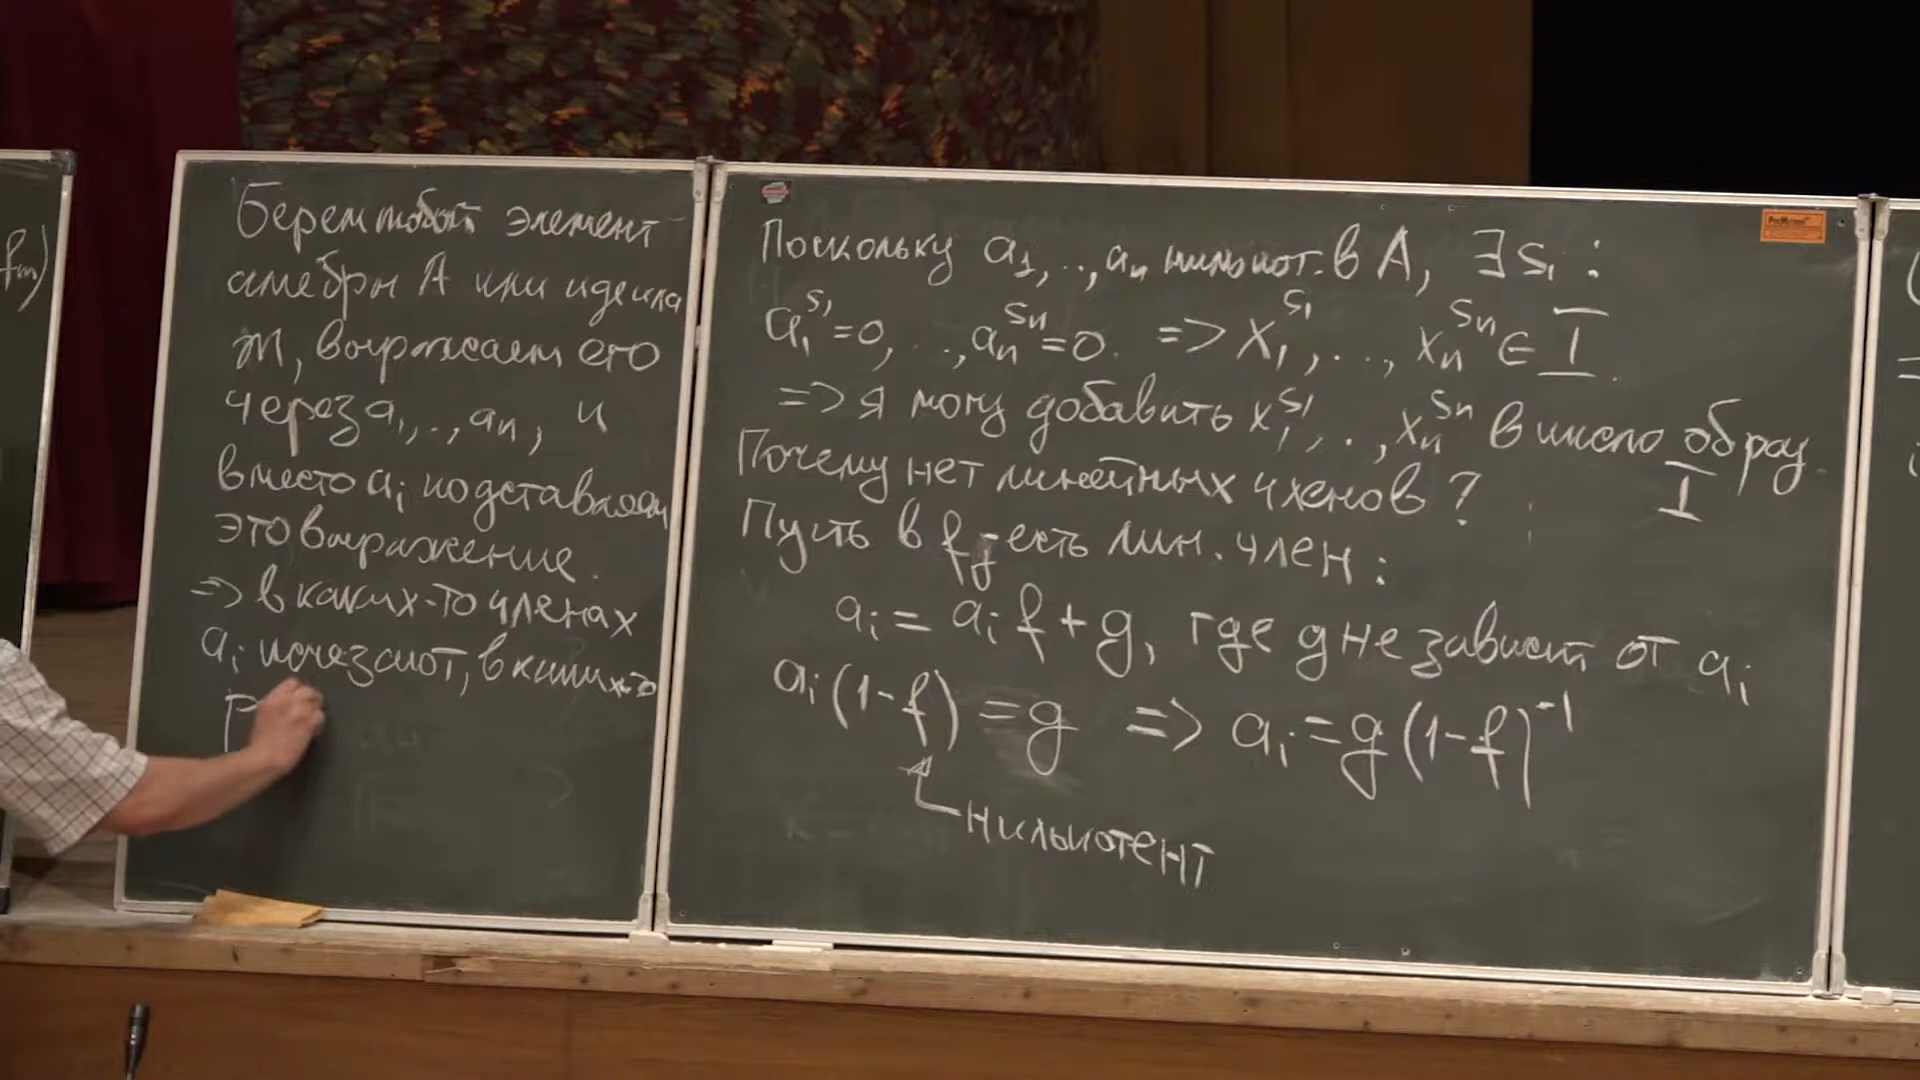 fm)
Берем любой элемент
алгебры A или идеала
m, выражаем его
через a₁,..,aₙ, и
вместо aᵢ подставляем
это выражение.
=> в каких-то членах
aᵢ исчезают, в каких-то
Р
Поскольку a₁,..,aₙ нильпот. в A, ∃ sᵢ :
a₁^s₁=0,..,aₙ^sₙ=0. => x₁^s₁,..., xₙ^sₙ ∈ I.
=> я могу добавить x₁^s₁,..,xₙ^sₙ в число образ.
I
Почему нет линейных членов?
Пусть в fⱼ есть лин. член:
aᵢ = aᵢ f + g, где g не зависит от aᵢ
aᵢ(1-f) = g => aᵢ = g(1-f)⁻¹
нильпотент